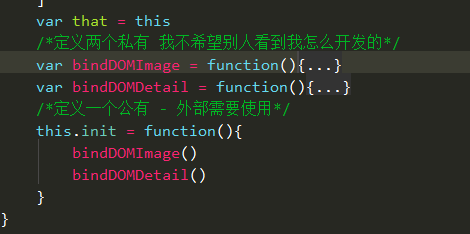 ]
var that = this
/*定义两个私有 我不希望别人看到我怎么开发的*/
var bindDOMImage = function(){...}
var bindDOMDetail = function(){...}
/*定义一个公有 - 外部需要使用*/
this.init = function(){
bindDOMImage()
bindDOMDetail()
}
}